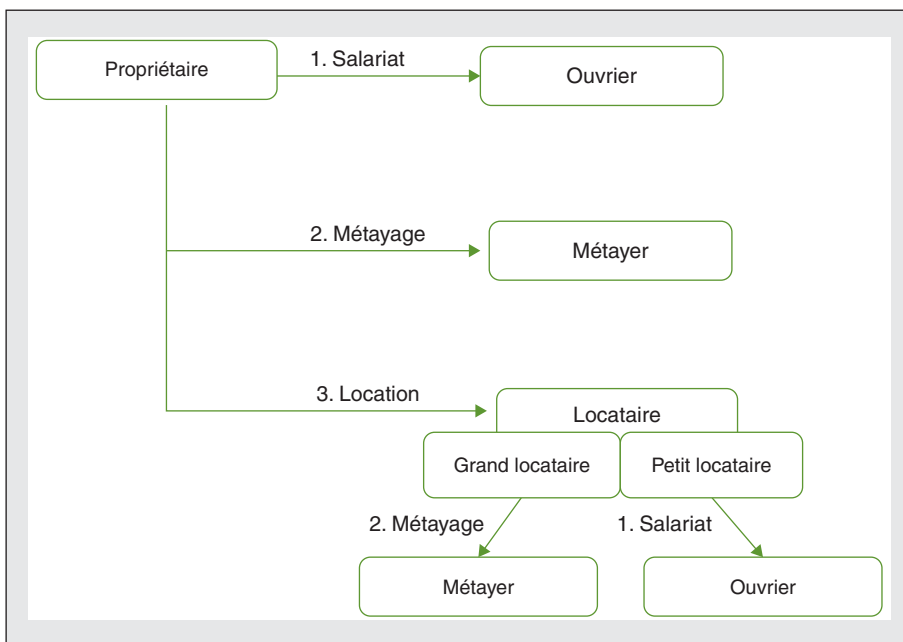 Propriétaire
1. Salariat
Ouvrier
2. Métayage
Métayer
3. Location
Locataire
Grand locataire
Petit locataire
2. Métayage
1. Salariat
Métayer
Ouvrier